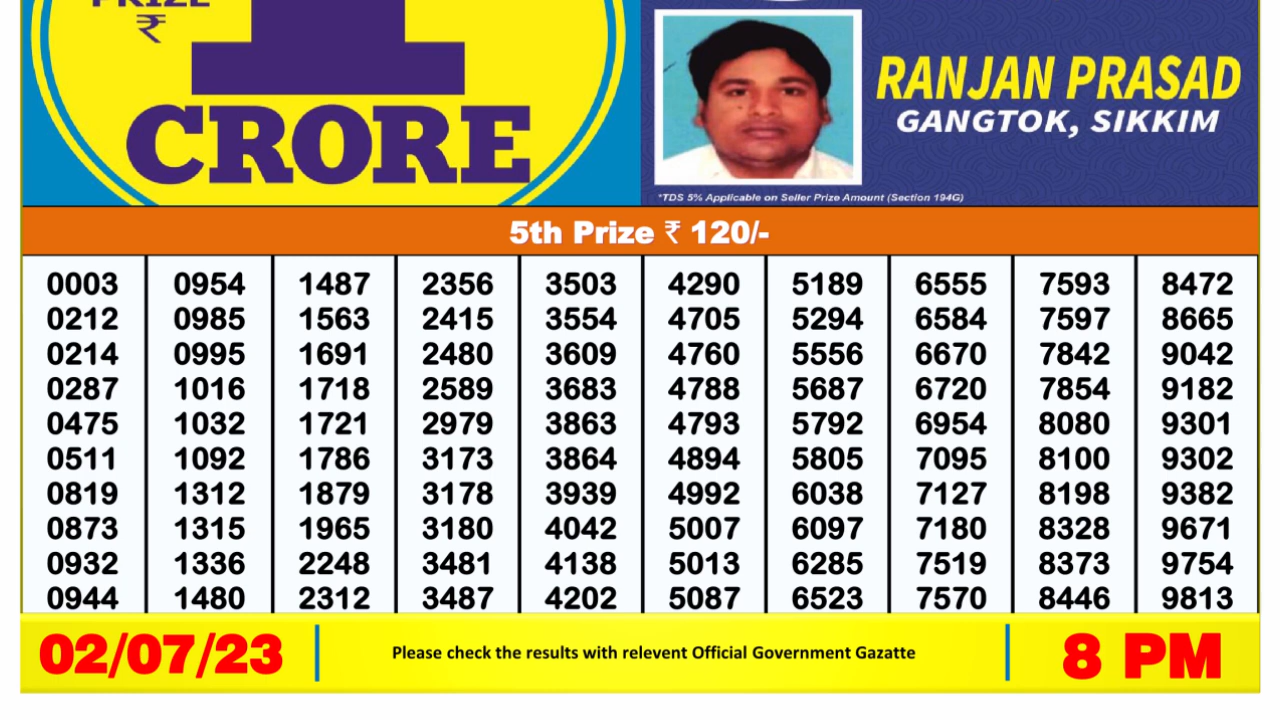 PRIZE
₹
1
CRORE
RANJAN PRASAD
GANGTOK, SIKKIM
*TDS 5% Applicable on Seller Prize Amount (Section 194G)
5th Prize ₹ 120/-
0003 0954 1487 2356 3503 4290 5189 6555 7593 8472
0212 0985 1563 2415 3554 4705 5294 6584 7597 8665
0214 0995 1691 2480 3609 4760 5556 6670 7842 9042
0287 1016 1718 2589 3683 4788 5687 6720 7854 9182
0475 1032 1721 2979 3863 4793 5792 6954 8080 9301
0511 1092 1786 3173 3864 4894 5805 7095 8100 9302
0819 1312 1879 3178 3939 4992 6038 7127 8198 9382
0873 1315 1965 3180 4042 5007 6097 7180 8328 9671
0932 1336 2248 3481 4138 5013 6285 7519 8373 9754
0944 1480 2312 3487 4202 5087 6523 7570 8446 9813
02/07/23
Please check the results with relevent Official Government Gazatte
8 PM